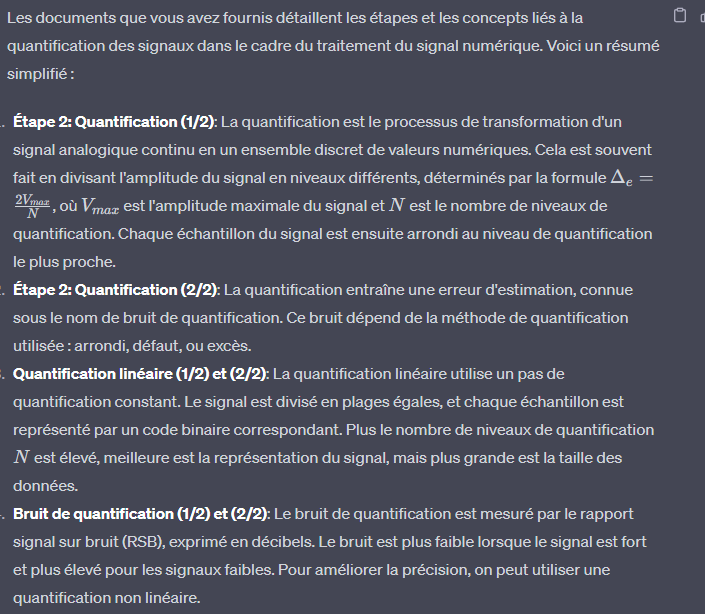 Les documents que vous avez fournis détaillent les étapes et les concepts liés à la
quantification des signaux dans le cadre du traitement du signal numérique. Voici un résumé
simplifié :
. Étape 2: Quantification (1/2): La quantification est le processus de transformation d'un
signal analogique continu en un ensemble discret de valeurs numériques. Cela est souvent
fait en divisant l'amplitude du signal en niveaux différents, déterminés par la formule Δ_e =
2V_max/N, où V_max est l'amplitude maximale du signal et N est le nombre de niveaux de
quantification. Chaque échantillon du signal est ensuite arrondi au niveau de quantification
le plus proche.
. Étape 2: Quantification (2/2): La quantification entraîne une erreur d'estimation, connue
sous le nom de bruit de quantification. Ce bruit dépend de la méthode de quantification
utilisée : arrondi, défaut, ou excès.
. Quantification linéaire (1/2) et (2/2): La quantification linéaire utilise un pas de
quantification constant. Le signal est divisé en plages égales, et chaque échantillon est
représenté par un code binaire correspondant. Plus le nombre de niveaux de quantification
N est élevé, meilleure est la représentation du signal, mais plus grande est la taille des
données.
. Bruit de quantification (1/2) et (2/2): Le bruit de quantification est mesuré par le rapport
signal sur bruit (RSB), exprimé en décibels. Le bruit est plus faible lorsque le signal est fort
et plus élevé pour les signaux faibles. Pour améliorer la précision, on peut utiliser une
quantification non linéaire.